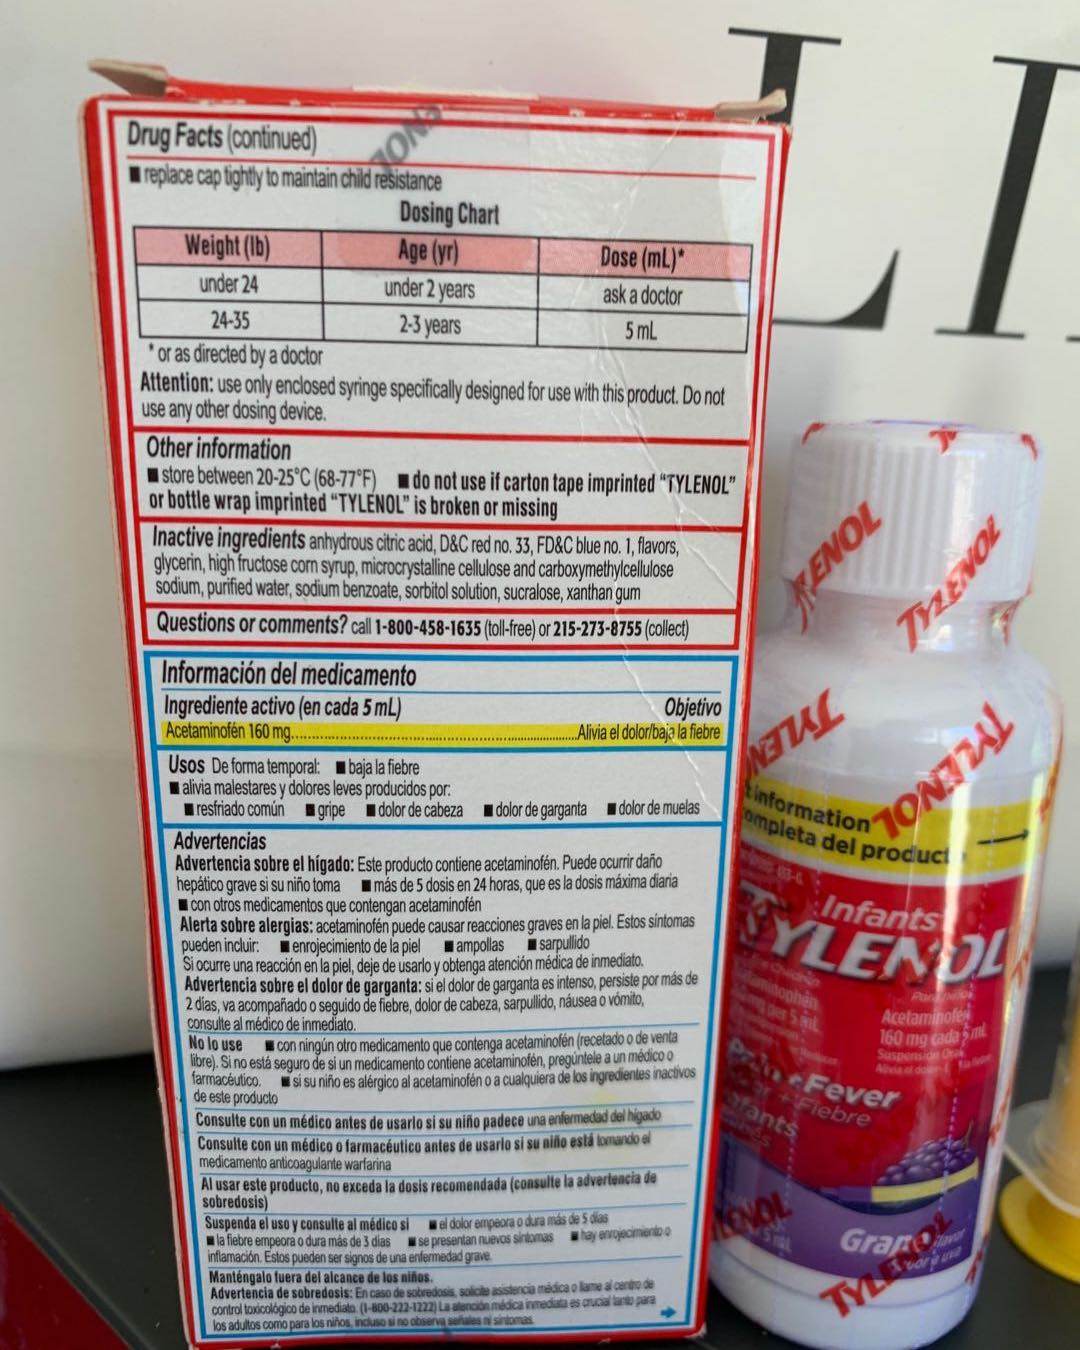 Drug Facts (continued)
■ replace cap tightly to maintain child resistance
Dosing Chart
Weight (lb) Age (yr) Dose (mL)*
under 24 under 2 years ask a doctor
24-35 2-3 years 5 mL
* or as directed by a doctor
Attention: use only enclosed syringe specifically designed for use with this product. Do not
use any other dosing device.
Other information
■ store between 20-25°C (68-77°F) ■ do not use if carton tape imprinted “TYLENOL”
or bottle wrap imprinted “TYLENOL” is broken or missing
Inactive ingredients anhydrous citric acid, D&C red no. 33, FD&C blue no. 1, flavors,
glycerin, high fructose corn syrup, microcrystalline cellulose and carboxymethylcellulose
sodium, purified water, sodium benzoate, sorbitol solution, sucralose, xanthan gum
Questions or comments? call 1-800-458-1635 (toll-free) or 215-273-8755 (collect)
Información del medicamento
Ingrediente activo (en cada 5 mL) Objetivo
Acetaminofén 160 mg Alivia el dolor/baja la fiebre
Usos De forma temporal: ■ baja la fiebre
■ alivia malestares y dolores leves producidos por:
■ resfriado común ■ gripe ■ dolor de cabeza ■ dolor de garganta ■ dolor de muelas
Advertencias
Advertencia sobre el hígado: Este producto contiene acetaminofén. Puede ocurrir daño
hepático grave si su niño toma ■ más de 5 dosis en 24 horas, que es la dosis máxima diaria
■ con otros medicamentos que contengan acetaminofén
Alerta sobre alergias: acetaminofén puede causar reacciones graves en la piel. Estos síntomas
pueden incluir: ■ enrojecimiento de la piel ■ ampollas ■ sarpullido
Si ocurre una reacción en la piel, deje de usarlo y obtenga atención médica de inmediato.
Advertencia sobre el dolor de garganta: si el dolor de garganta es intenso, persiste por más de
2 días, va acompañado o seguido de fiebre, dolor de cabeza, sarpullido, náusea o vómito,
consulte al médico de inmediato.
No lo use ■ con ningún otro medicamento que contenga acetaminofén (recetado o de venta
libre). Si no está seguro de si un medicamento contiene acetaminofén, pregúntele a un médico o
farmacéutico. ■ si su niño es alérgico al acetaminofén o a cualquiera de los ingredientes inactivos
de este producto
Consulte con un médico antes de usarlo si su niño padece una enfermedad del hígado
Consulte con un médico o farmacéutico antes de usarlo si su niño está tomando el
medicamento anticoagulante warfarina
Al usar este producto, no exceda la dosis recomendada (consulte la advertencia de
sobredosis)
Suspenda el uso y consulte al médico si ■ el dolor empeora o dura más de 5 días
■ la fiebre empeora o dura más de 3 días ■ se presentan nuevos síntomas ■ hay enrojecimiento o
inflamación. Estos pueden ser signos de una enfermedad grave.
Manténgalo fuera del alcance de los niños.
Advertencia de sobredosis: En caso de sobredosis, solicite asistencia médica o llame al centro de
control toxicológico de inmediato. (1-800-222-1222) La atención médica inmediata es crucial tanto para
los adultos como para los niños, incluso si no observa señales ni síntomas.
TYLENOL
TYLENOL
TYLENOL
information
completa del product
Infants'
TYLENOL
Acetaminofén
160 mg cada 5 mL
Suspensión Oral
Pain + Fever
Fiebre
Grape
TYLENOL